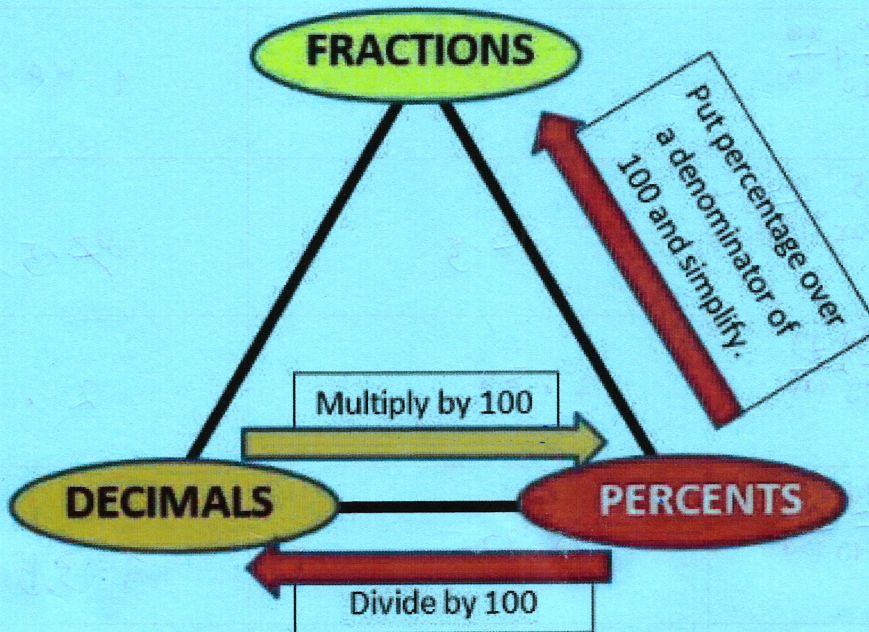 FRACTIONS
Put percentage over
a denominator of
100 and simplify.
Multiply by 100
DECIMALS
PERCENTS
Divide by 100